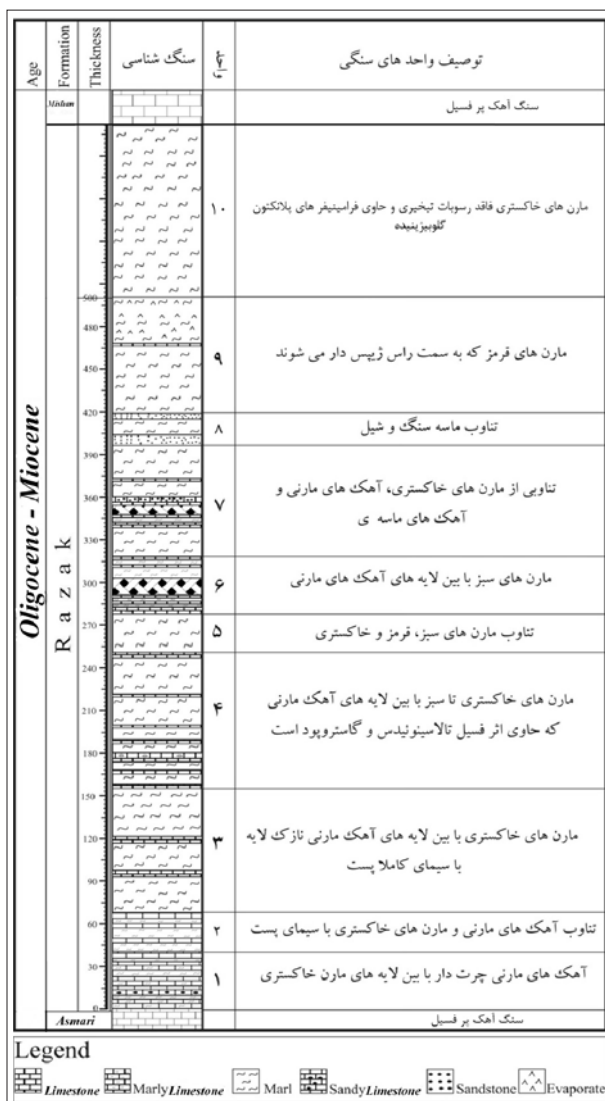 Age Formation Thickness سنگ شناسی واحد توصیف واحد های سنگی
Mishan سنگ آهک پر فسیل
Oligocene - Miocene
Razak
۱۰ مارن های خاکستری فاقد رسوبات تبخیری و حاوی فرامینیفر های پلانکتون
گلوبیژینیده
500
480
۹ مارن های قرمز که به سمت راس ژیپس دار می شوند
450
420
۸ تناوب ماسه سنگ و شیل
390
۷ تناوبی از مارن های خاکستری، آهک های مارنی و
آهک های ماسه ی
360
330
۶ مارن های سبز با بین لایه های آهک های مارنی
300
270
۵ تناوب مارن های سبز، قرمز و خاکستری
240
۴ مارن های خاکستری تا سبز با بین لایه های آهک مارنی
که حاوی اثر فسیل تالاسینوئیدس و گاستروپود است
210
180
150
۳ مارن های خاکستری با بین لایه های آهک مارنی نازک لایه
با سیمای کاملا پست
120
90
60
۲ تناوب آهک های مارنی و مارن های خاکستری با سیمای پست
30
۱ آهک های مارنی چرت دار با بین لایه های مارن خاکستری
0
Asmari سنگ آهک پر فسیل
Legend
Limestone Marly Limestone Marl Sandy Limestone Sandstone Evaporate